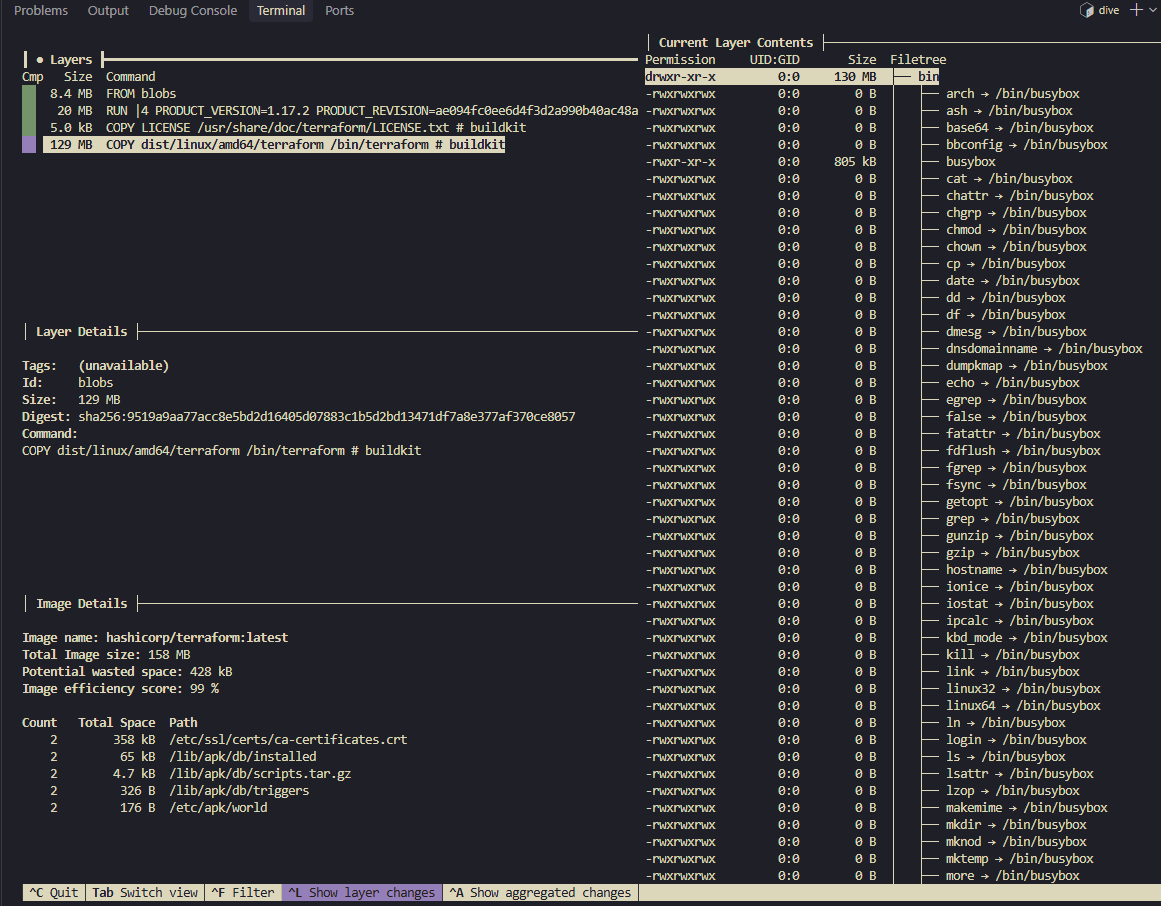 Problems Output Debug Console Terminal Ports dive
● Layers
Cmp Size Command
8.4 MB FROM blobs
20 MB RUN |4 PRODUCT_VERSION=1.17.2 PRODUCT_REVISION=ae094fc0ee6d4f3d2a990b40ac48a
5.0 kB COPY LICENSE /usr/share/doc/terraform/LICENSE.txt # buildkit
129 MB COPY dist/linux/amd64/terraform /bin/terraform # buildkit
Layer Details
Tags: (unavailable)
Id: blobs
Size: 129 MB
Digest: sha256:9519a9aa77acc8e5bd2d16405d07883c1b5d2bd13471df7a8e377af370ce8057
Command:
COPY dist/linux/amd64/terraform /bin/terraform # buildkit
Image Details
Image name: hashicorp/terraform:latest
Total Image size: 158 MB
Potential wasted space: 428 kB
Image efficiency score: 99 %
Count Total Space Path
2 358 kB /etc/ssl/certs/ca-certificates.crt
2 65 kB /lib/apk/db/installed
2 4.7 kB /lib/apk/db/scripts.tar.gz
2 326 B /lib/apk/db/triggers
2 176 B /etc/apk/world
Current Layer Contents
Permission UID:GID Size Filetree
drwxr-xr-x 0:0 130 MB ├── bin
-rwxrwxrwx 0:0 0 B │ ├── arch → /bin/busybox
-rwxrwxrwx 0:0 0 B │ ├── ash → /bin/busybox
-rwxrwxrwx 0:0 0 B │ ├── base64 → /bin/busybox
-rwxrwxrwx 0:0 0 B │ ├── bbconfig → /bin/busybox
-rwxr-xr-x 0:0 805 kB │ ├── busybox
-rwxrwxrwx 0:0 0 B │ ├── cat → /bin/busybox
-rwxrwxrwx 0:0 0 B │ ├── chattr → /bin/busybox
-rwxrwxrwx 0:0 0 B │ ├── chgrp → /bin/busybox
-rwxrwxrwx 0:0 0 B │ ├── chmod → /bin/busybox
-rwxrwxrwx 0:0 0 B │ ├── chown → /bin/busybox
-rwxrwxrwx 0:0 0 B │ ├── cp → /bin/busybox
-rwxrwxrwx 0:0 0 B │ ├── date → /bin/busybox
-rwxrwxrwx 0:0 0 B │ ├── dd → /bin/busybox
-rwxrwxrwx 0:0 0 B │ ├── df → /bin/busybox
-rwxrwxrwx 0:0 0 B │ ├── dmesg → /bin/busybox
-rwxrwxrwx 0:0 0 B │ ├── dnsdomainname → /bin/busybox
-rwxrwxrwx 0:0 0 B │ ├── dumpkmap → /bin/busybox
-rwxrwxrwx 0:0 0 B │ ├── echo → /bin/busybox
-rwxrwxrwx 0:0 0 B │ ├── egrep → /bin/busybox
-rwxrwxrwx 0:0 0 B │ ├── false → /bin/busybox
-rwxrwxrwx 0:0 0 B │ ├── fatattr → /bin/busybox
-rwxrwxrwx 0:0 0 B │ ├── fdflush → /bin/busybox
-rwxrwxrwx 0:0 0 B │ ├── fgrep → /bin/busybox
-rwxrwxrwx 0:0 0 B │ ├── fsync → /bin/busybox
-rwxrwxrwx 0:0 0 B │ ├── getopt → /bin/busybox
-rwxrwxrwx 0:0 0 B │ ├── grep → /bin/busybox
-rwxrwxrwx 0:0 0 B │ ├── gunzip → /bin/busybox
-rwxrwxrwx 0:0 0 B │ ├── gzip → /bin/busybox
-rwxrwxrwx 0:0 0 B │ ├── hostname → /bin/busybox
-rwxrwxrwx 0:0 0 B │ ├── ionice → /bin/busybox
-rwxrwxrwx 0:0 0 B │ ├── iostat → /bin/busybox
-rwxrwxrwx 0:0 0 B │ ├── ipcalc → /bin/busybox
-rwxrwxrwx 0:0 0 B │ ├── kbd_mode → /bin/busybox
-rwxrwxrwx 0:0 0 B │ ├── kill → /bin/busybox
-rwxrwxrwx 0:0 0 B │ ├── link → /bin/busybox
-rwxrwxrwx 0:0 0 B │ ├── linux32 → /bin/busybox
-rwxrwxrwx 0:0 0 B │ ├── linux64 → /bin/busybox
-rwxrwxrwx 0:0 0 B │ ├── ln → /bin/busybox
-rwxrwxrwx 0:0 0 B │ ├── login → /bin/busybox
-rwxrwxrwx 0:0 0 B │ ├── ls → /bin/busybox
-rwxrwxrwx 0:0 0 B │ ├── lsattr → /bin/busybox
-rwxrwxrwx 0:0 0 B │ ├── lzop → /bin/busybox
-rwxrwxrwx 0:0 0 B │ ├── makemime → /bin/busybox
-rwxrwxrwx 0:0 0 B │ ├── mkdir → /bin/busybox
-rwxrwxrwx 0:0 0 B │ ├── mknod → /bin/busybox
-rwxrwxrwx 0:0 0 B │ ├── mktemp → /bin/busybox
-rwxrwxrwx 0:0 0 B │ ├── more → /bin/busybox
^C Quit Tab Switch view ^F Filter ^L Show layer changes ^A Show aggregated changes